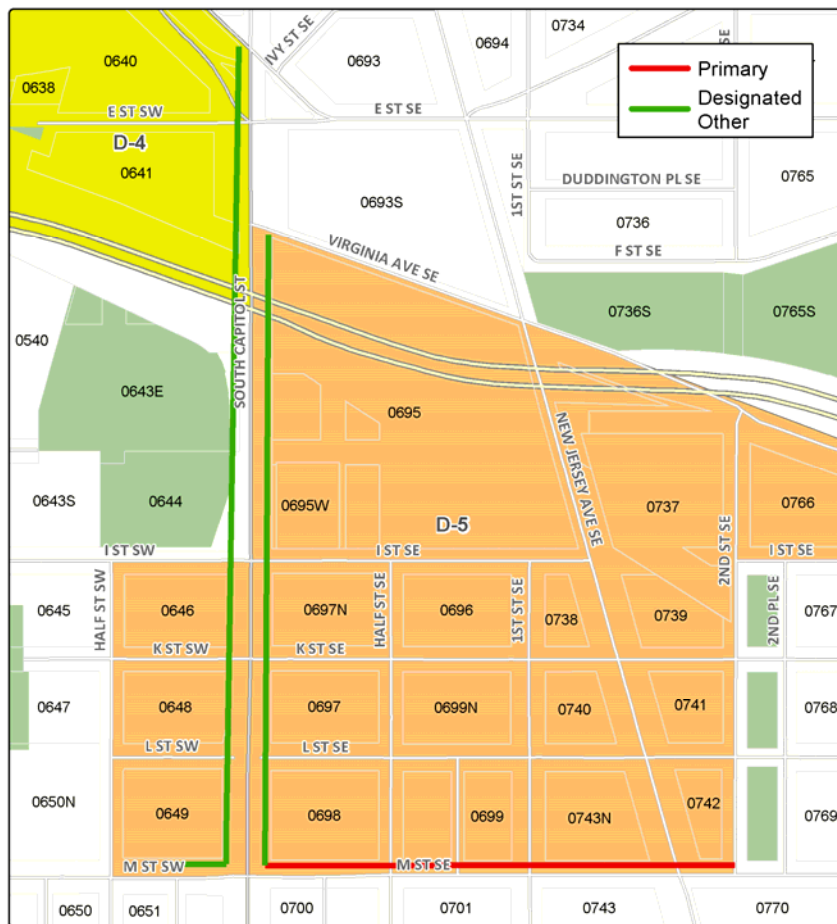 IVY ST SE
0640
0693
0694
0734
SE
0638
E ST SW
E ST SE
Primary
Designated
Other
D-4
0641
0693S
1ST ST SE
DUDDINGTON PL SE
0765
0736
F ST SE
VIRGINIA AVE SE
SOUTH CAPITOL ST
0736S
0765S
0540
0643E
0695
NEW JERSEY AVE SE
0643S
0644
0695W
D-5
0737
0766
2ND ST SE
I ST SW
I ST SE
I ST SE
0645
HALF ST SW
0646
0697N
HALF ST SE
0696
1ST ST SE
0738
0739
2ND PL SE
0767
K ST SW
K ST SE
0647
0648
0697
0699N
0740
0741
0768
L ST SW
L ST SE
0650N
0649
0698
0699
0743N
0742
0769
M ST SW
M ST SE
0650
0651
0700
0701
0743
0770